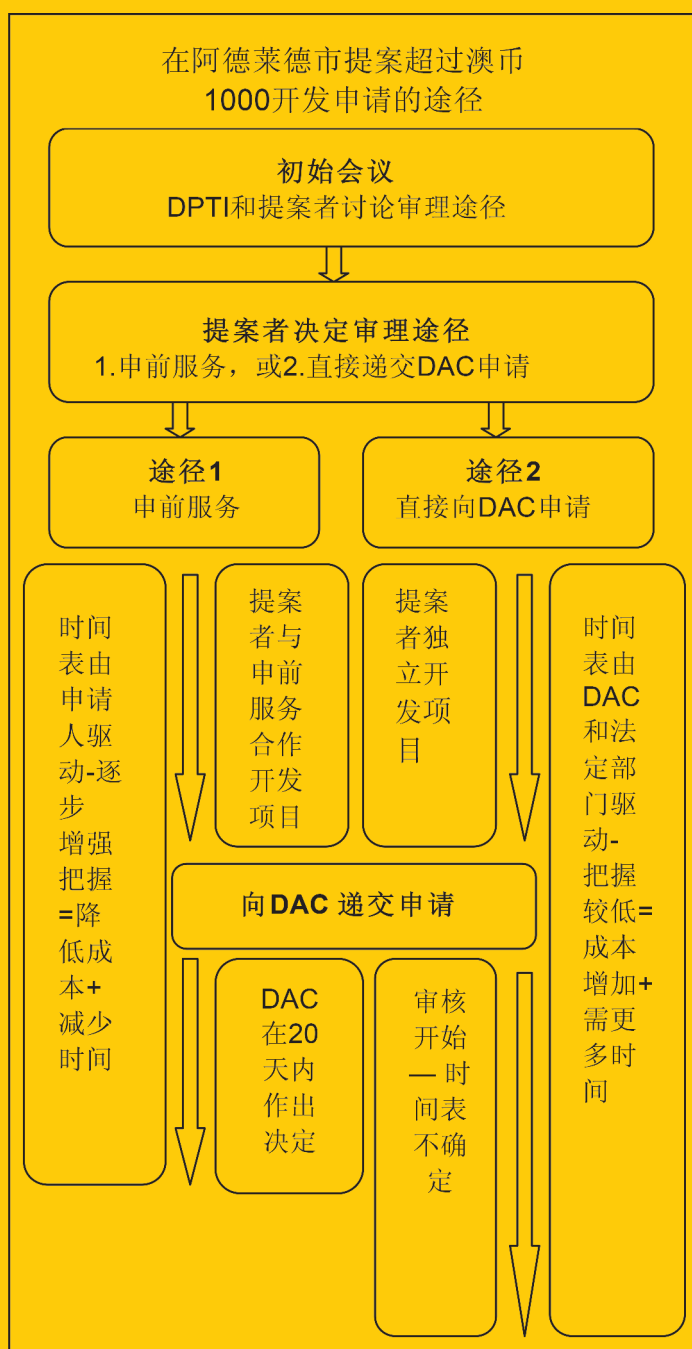 在阿德莱德市提案超过澳币
1000开发申请的途径
初始会议
DPTI和提案者讨论审理途径
提案者决定审理途径
1.申前服务，或2.直接递交DAC申请
途径1
申前服务
途径2
直接向DAC申请
时间
表由
申请
人驱
动-逐
步
增强
把握
=降
低成
本+
减少
时间
提案
者与
申前
服务
合作
开发
项目
提案
者独
立开
发项
目
时间
表由
DAC
和法
定部
门驱
动-
把握
较低=
成本
增加+
需更
多时
间
向DAC 递交申请
DAC
在20
天内
作出
决定
审核
开始
— 时
间表
不确
定